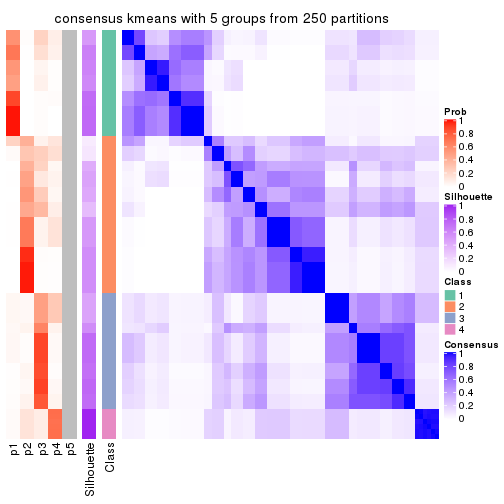 consensus kmeans with 5 groups from 250 partitions
Prob
1
0.8
0.6
0.4
0.2
0
Silhouette
1
0.8
0.6
0.4
0.2
0
Class
1
2
3
4
Consensus
1
0.8
0.6
0.4
0.2
0
p1
p2
p3
p4
p5
Silhouette
Class